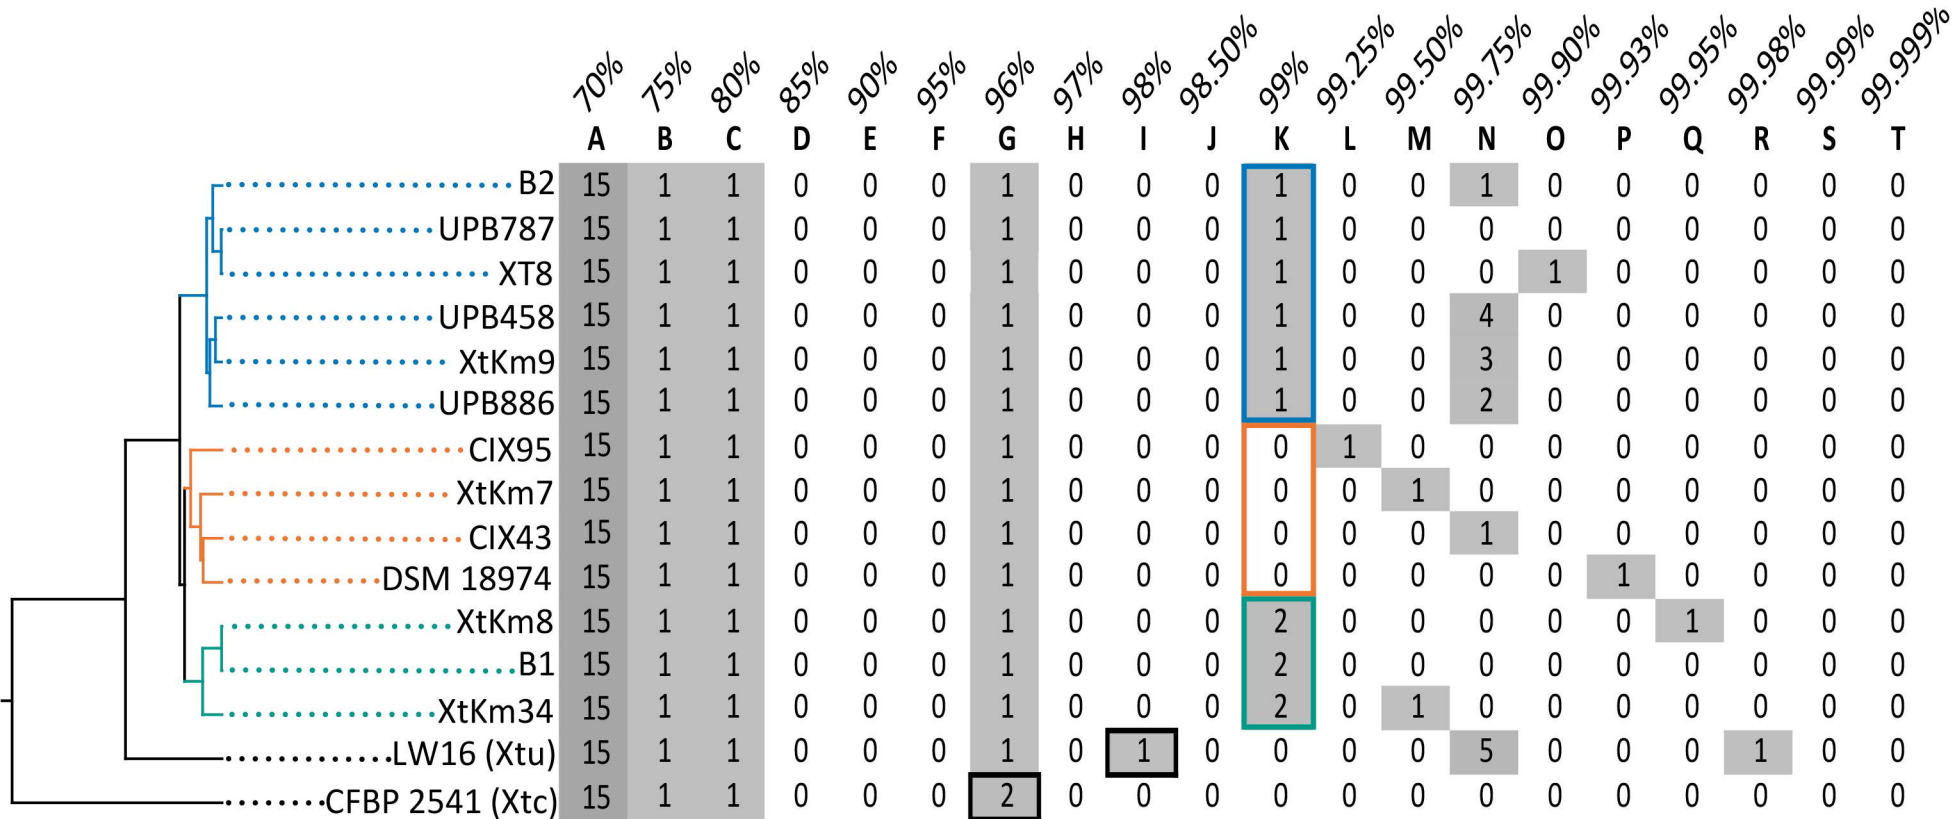 70% 75% 80% 85% 90% 95% 96% 97% 98% 98.50% 99% 99.25% 99.50% 99.75% 99.90% 99.93% 99.95% 99.98% 99.99% 99.999%
A B C D E F G H I J K L M N O P Q R S T
B2 15 1 1 0 0 0 1 0 0 0 1 0 0 1 0 0 0 0 0 0
UPB787 15 1 1 0 0 0 1 0 0 0 1 0 0 0 0 0 0 0 0 0
XT8 15 1 1 0 0 0 1 0 0 0 1 0 0 0 1 0 0 0 0 0
UPB458 15 1 1 0 0 0 1 0 0 0 1 0 0 4 0 0 0 0 0 0
XtKm9 15 1 1 0 0 0 1 0 0 0 1 0 0 3 0 0 0 0 0 0
UPB886 15 1 1 0 0 0 1 0 0 0 1 0 0 2 0 0 0 0 0 0
CIX95 15 1 1 0 0 0 1 0 0 0 0 1 0 0 0 0 0 0 0 0
XtKm7 15 1 1 0 0 0 1 0 0 0 0 0 1 0 0 0 0 0 0 0
CIX43 15 1 1 0 0 0 1 0 0 0 0 0 0 1 0 0 0 0 0 0
DSM 18974 15 1 1 0 0 0 1 0 0 0 0 0 0 0 0 1 0 0 0 0
XtKm8 15 1 1 0 0 0 1 0 0 0 2 0 0 0 0 0 1 0 0 0
B1 15 1 1 0 0 0 1 0 0 0 2 0 0 0 0 0 0 0 0 0
XtKm34 15 1 1 0 0 0 1 0 0 0 2 0 1 0 0 0 0 0 0 0
LW16 (Xtu) 15 1 1 0 0 0 1 0 1 0 0 0 0 5 0 0 0 1 0 0
CFBP 2541 (Xtc) 15 1 1 0 0 0 2 0 0 0 0 0 0 0 0 0 0 0 0 0